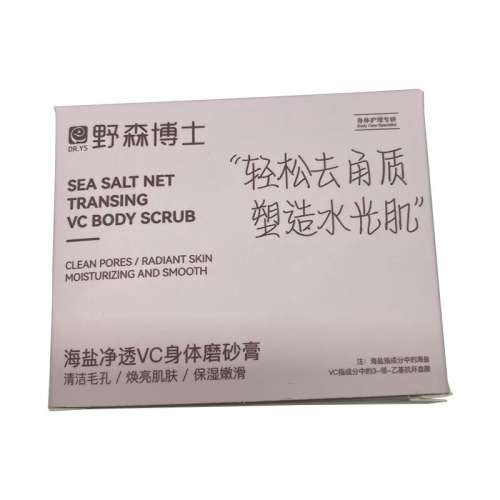 野森博士
DR.YS
身体护理专研
Body Care Specialist
SEA SALT NET
TRANSING
VC BODY SCRUB
“轻松去角质
塑造水光肌”
CLEAN PORES / RADIANT SKIN
MOISTURIZING AND SMOOTH
海盐净透VC身体磨砂膏
清洁毛孔 / 焕亮肌肤 / 保湿嫩滑
注：海盐指成分中的海盐
VC指成分中的3-邻-乙基抗坏血酸